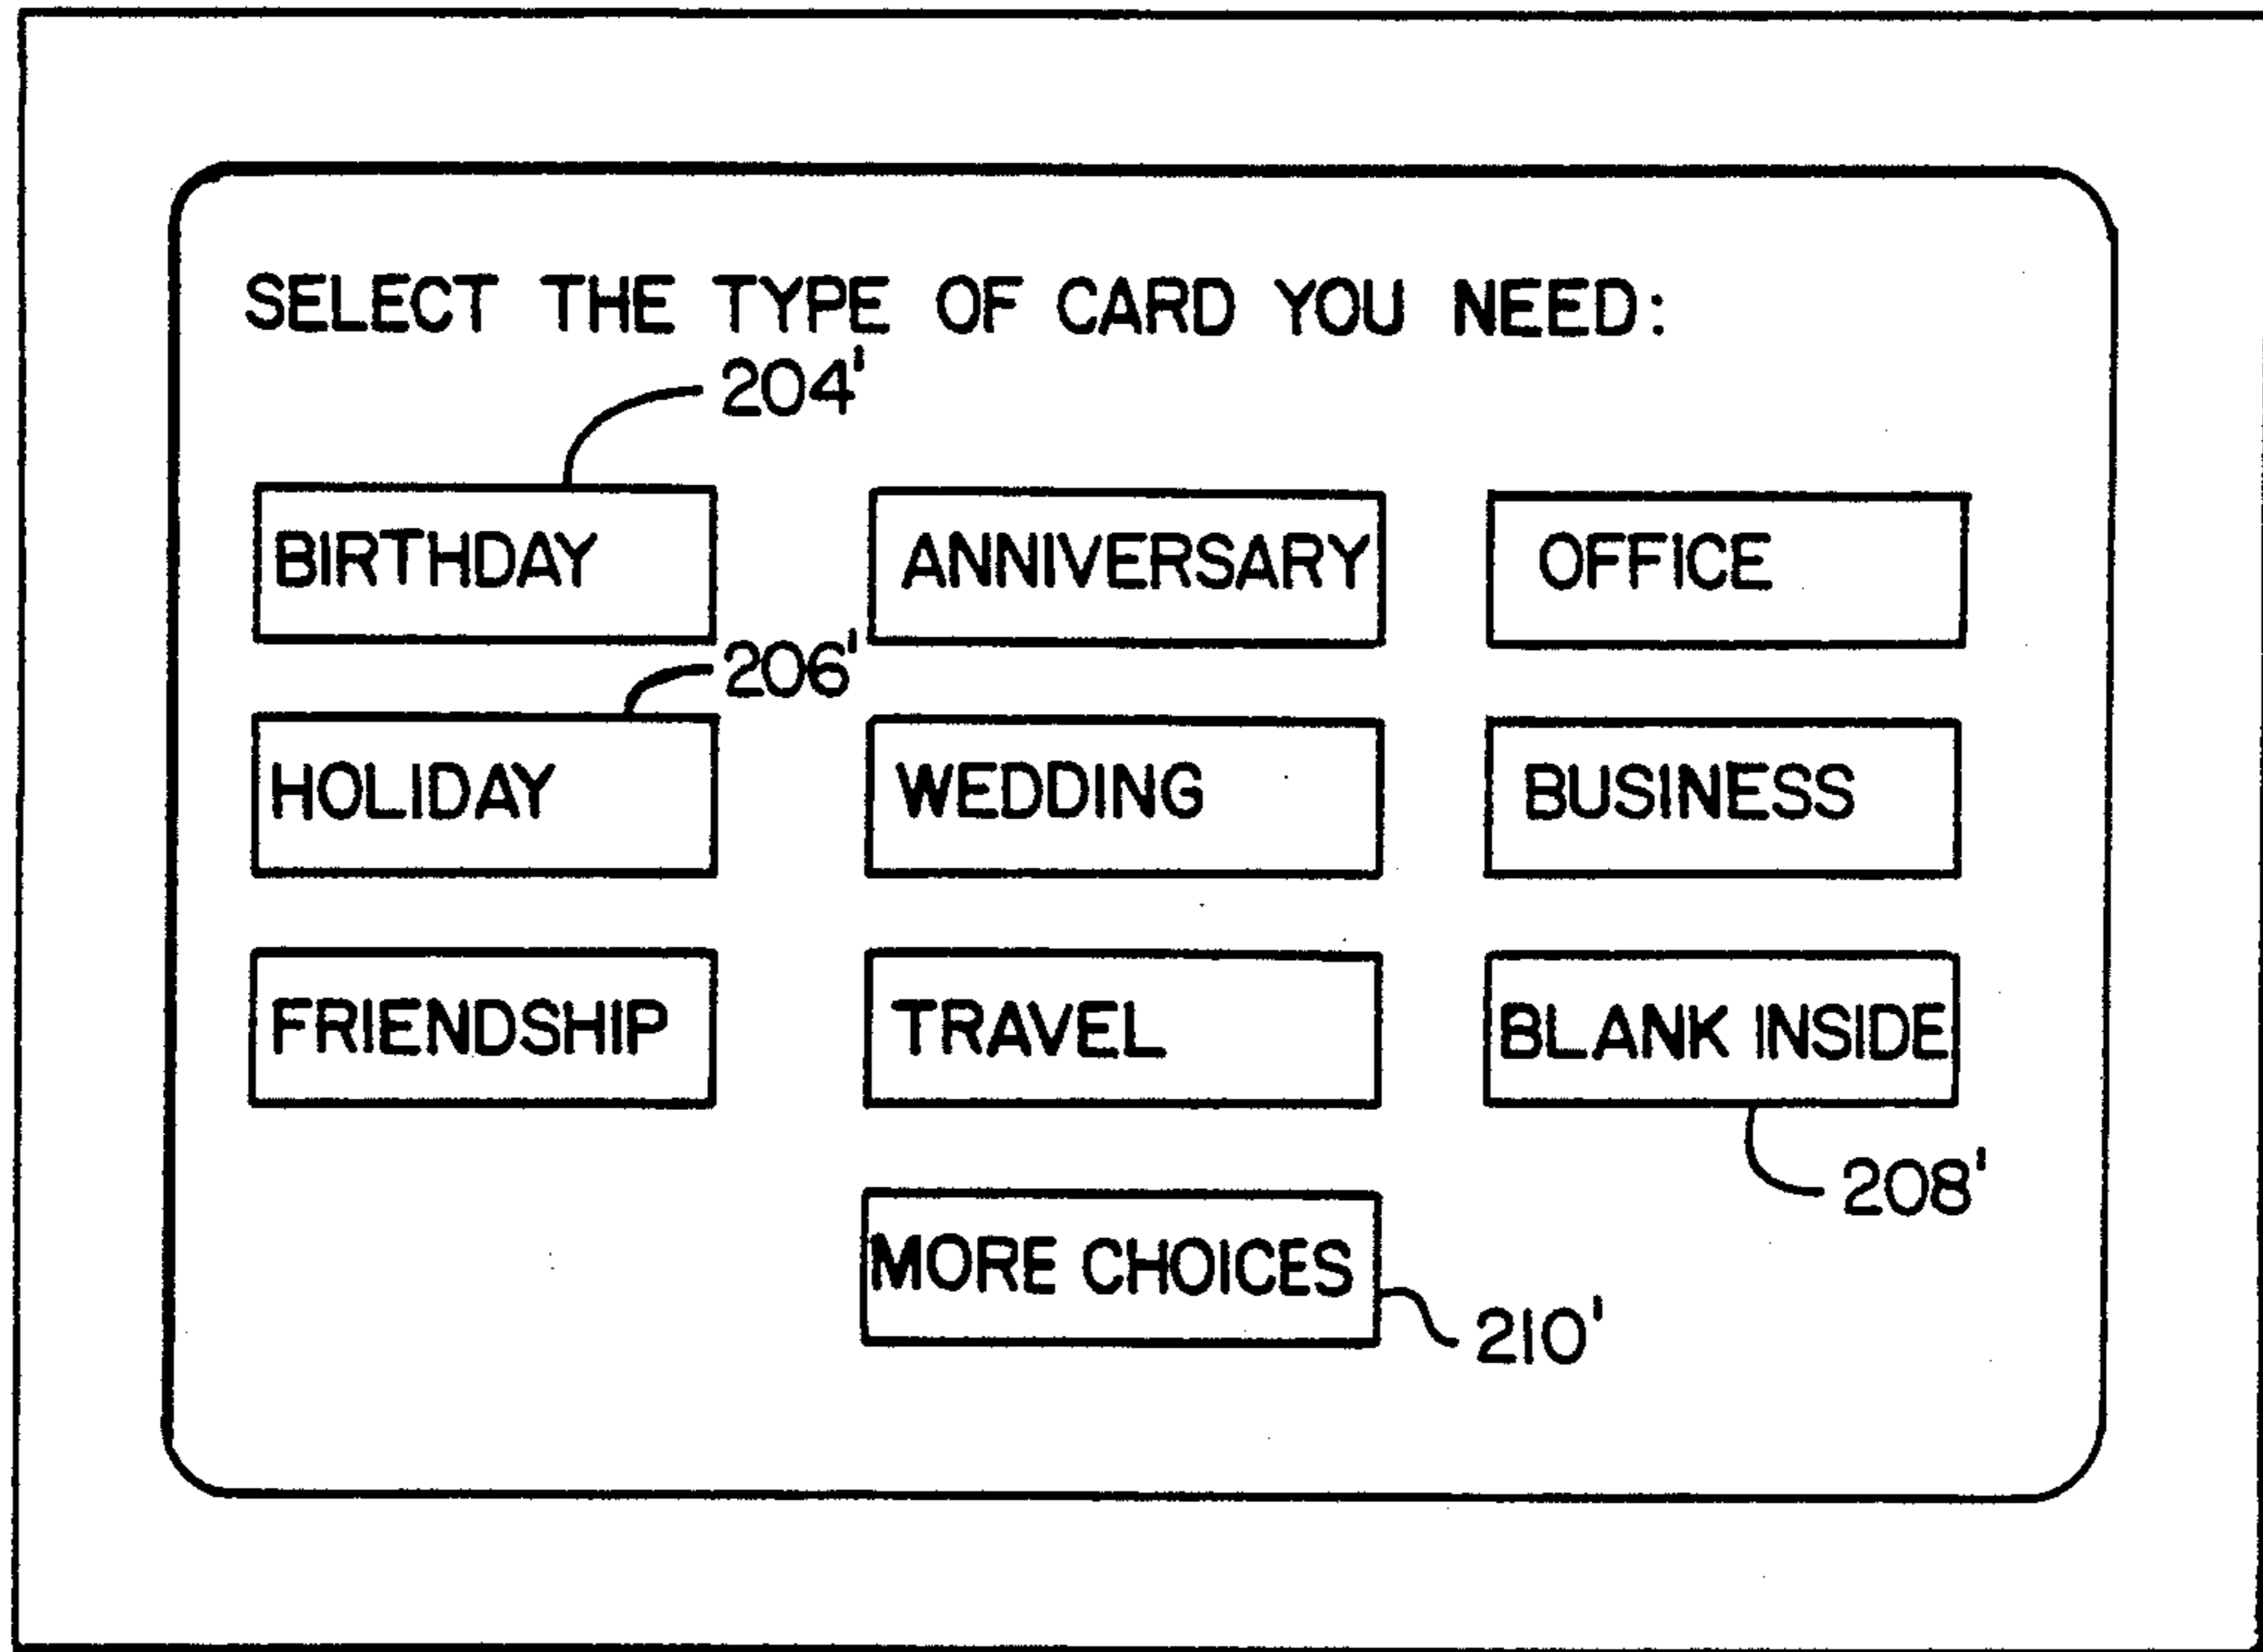 SELECT THE TYPE OF CARD YOU NEED:
204'
BIRTHDAY ANNIVERSARY OFFICE
206'
HOLIDAY WEDDING BUSINESS
FRIENDSHIP TRAVEL BLANK INSIDE
208'
MORE CHOICES
210'